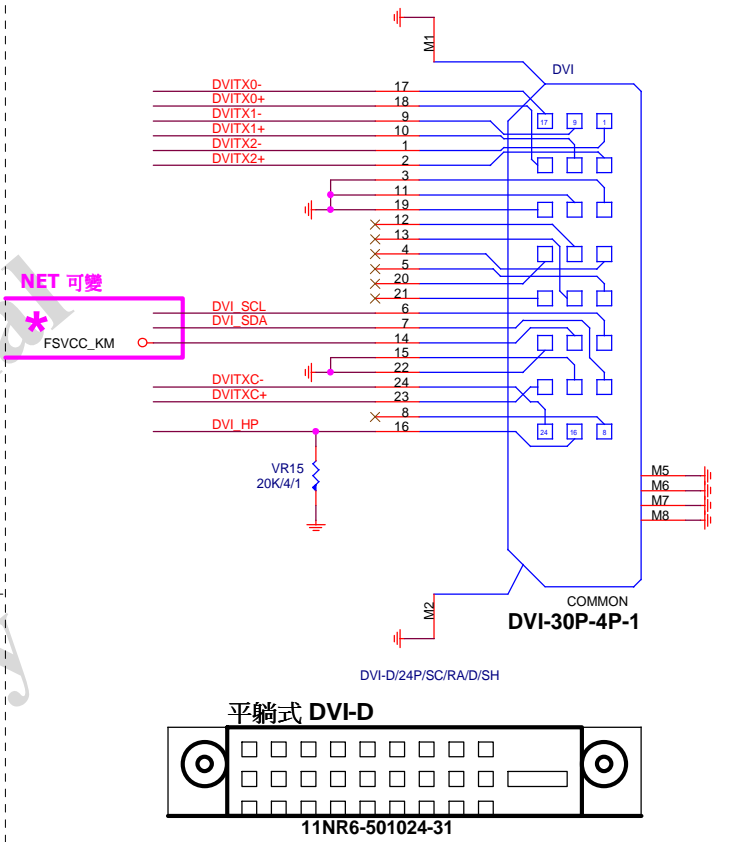 M1
DVI
DVITX0- 17
DVITX0+ 18
DVITX1- 9
DVITX1+ 10
DVITX2- 1
DVITX2+ 2
3
11
19
12
13
4
5
20
21
DVI_SCL 6
DVI_SDA 7
14
15
22
DVITXC- 24
DVITXC+ 23
8
DVI_HP 16
17 9 1
24 16 8
NET 可變
*
FSVCC_KM
VR15
20K/4/1
M5
M6
M7
M8
M2
COMMON
DVI-30P-4P-1
DVI-D/24P/SC/RA/D/SH
平躺式 DVI-D
11NR6-501024-31